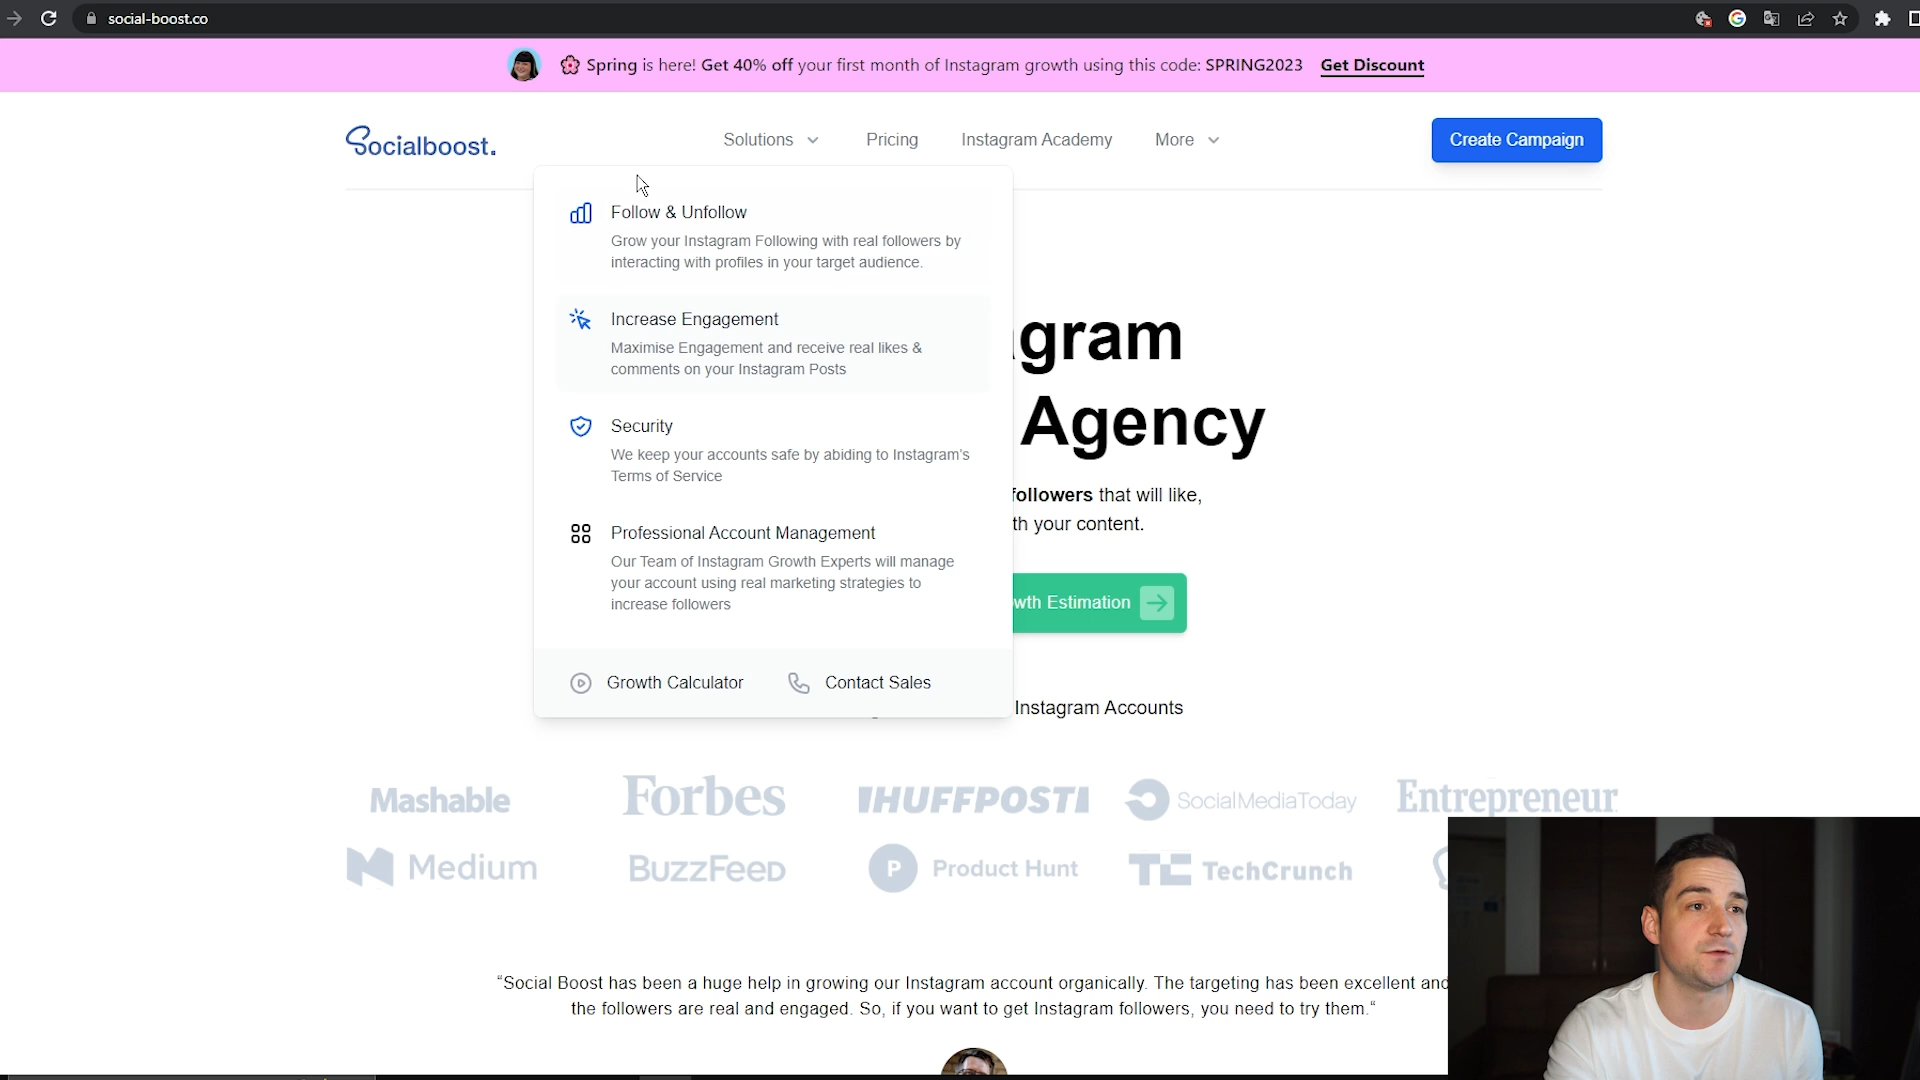 social-boost.co
🌸 Spring is here! Get 40% off your first month of Instagram growth using this code: SPRING2023 Get Discount
Socialboost.
Solutions
Pricing
Instagram Academy
More
Create Campaign
Follow & Unfollow
Grow your Instagram Following with real followers by
interacting with profiles in your target audience.
Increase Engagement
Maximise Engagement and receive real likes &
comments on your Instagram Posts
Security
We keep your accounts safe by abiding to Instagram's
Terms of Service
Professional Account Management
Our Team of Instagram Growth Experts will manage
your account using real marketing strategies to
increase followers
Growth Calculator
Contact Sales
gram
Agency
followers that will like,
th your content.
wth Estimation
Instagram Accounts
Mashable
Forbes
IHUFFPOSTI
SocialMediaToday
Entrepreneur
Medium
BuzzFeed
P Product Hunt
TechCrunch
“Social Boost has been a huge help in growing our Instagram account organically. The targeting has been excellent and
the followers are real and engaged. So, if you want to get Instagram followers, you need to try them.“